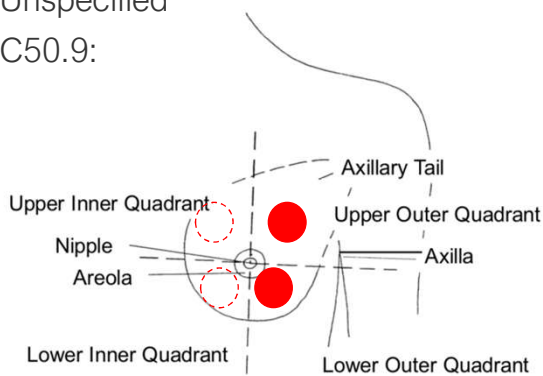 Unspecified
C50.9:
Axillary Tail
Upper Inner Quadrant
Upper Outer Quadrant
Nipple
Axilla
Areola
Lower Inner Quadrant
Lower Outer Quadrant